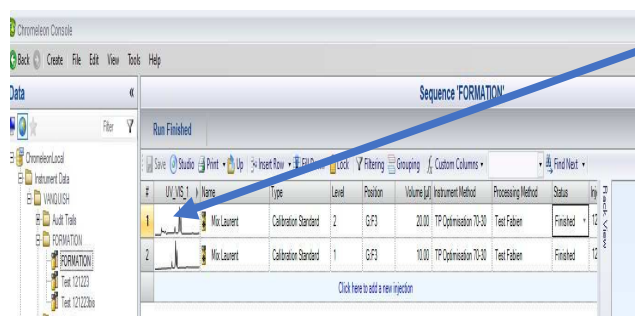 Chromeleon Console
Back Create File Edit View Tools Help
Data «
Sequence 'FORMATION'
Filter
Run Finished
ChromeleonLocal
Instrument Data
VANQUISH
Audit Trails
FORMATION
FORMATION
Test 121223
Test 121223bis
Save Studio Print Up Insert Row Lock Filtering Grouping Custom Columns Find Next
# UV_VIS_1 Name Type Level Position Volume [µl] Instrument Method Processing Method Status Inj
1 Mix Laurent Calibration Standard 2 G:F3 20.00 TP Optimisation 70-30 Test Fabien Finished 12
2 Mix Laurent Calibration Standard 1 G:F3 10.00 TP Optimisation 70-30 Test Fabien Finished 12
Click here to add a new injection
Rack View